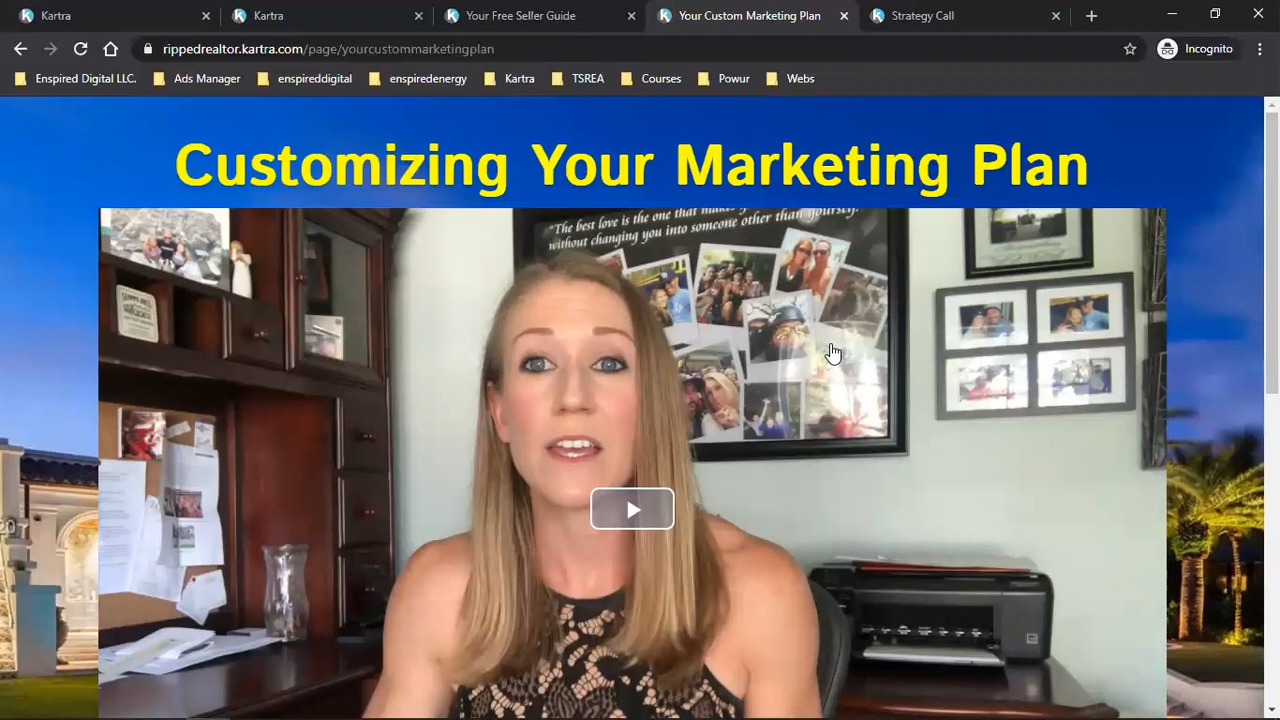 Kartra
Kartra
Your Free Seller Guide
Your Custom Marketing Plan
Strategy Call
rippedrealtor.kartra.com/page/yourcustommarketingplan
Incognito
Enspired Digital LLC.
Ads Manager
enspireddigital
enspiredenergy
Kartra
TSREA
Courses
Powur
Webs
Customizing Your Marketing Plan
"The best love is the one that makes
without changing you into someone other than yourself."